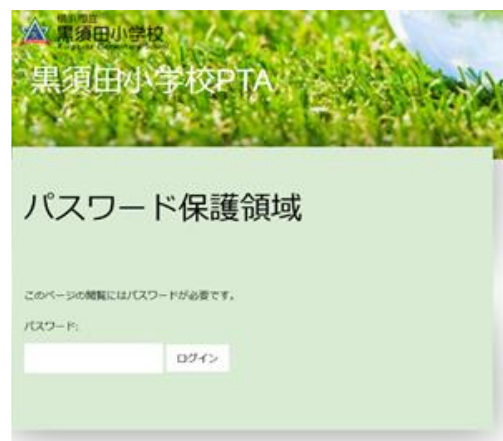 横浜市立
黒須田小学校
黒須田小学校PTA
パスワード保護領域
このページの閲覧にはパスワードが必要です。
パスワード:
ログイン